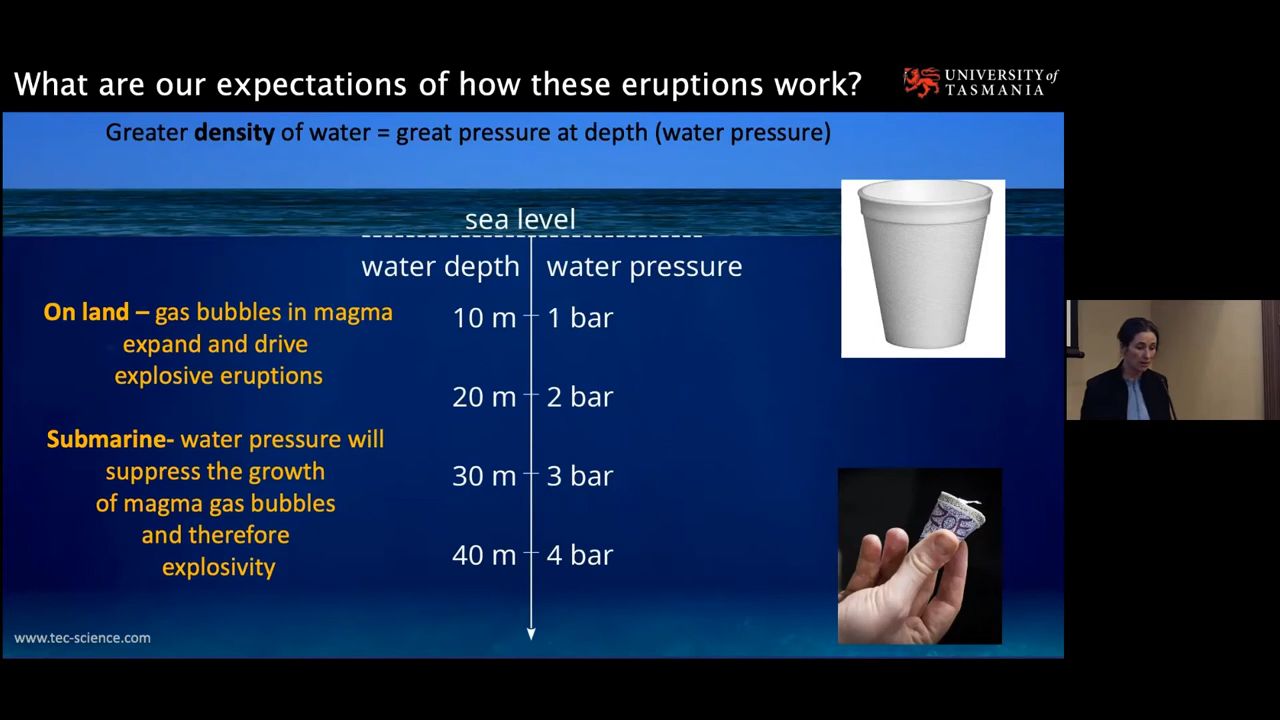 What are our expectations of how these eruptions work?
UNIVERSITY of
TASMANIA
Greater density of water = great pressure at depth (water pressure)
sea level
water depth water pressure
10 m 1 bar
20 m 2 bar
30 m 3 bar
40 m 4 bar
On land – gas bubbles in magma
expand and drive
explosive eruptions
Submarine- water pressure will
suppress the growth
of magma gas bubbles
and therefore
explosivity
www.tec-science.com